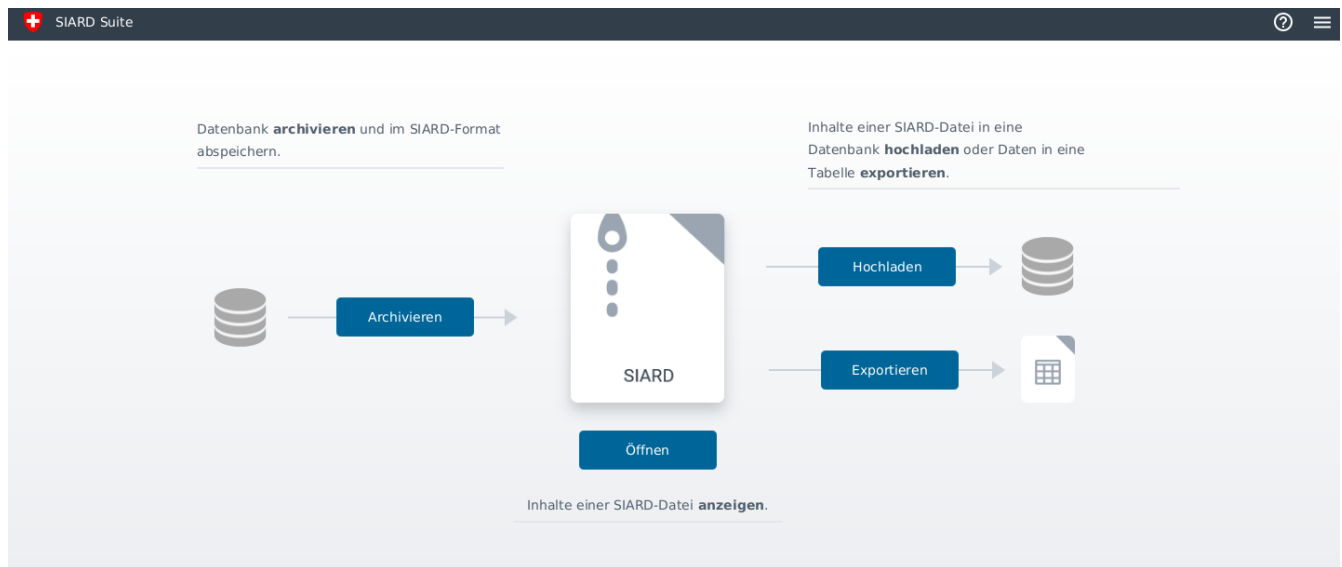 SIARD Suite
Datenbank archivieren und im SIARD-Format
abspeichern.
Inhalte einer SIARD-Datei in eine
Datenbank hochladen oder Daten in eine
Tabelle exportieren.
Hochladen
Archivieren
Exportieren
SIARD
Öffnen
Inhalte einer SIARD-Datei anzeigen.